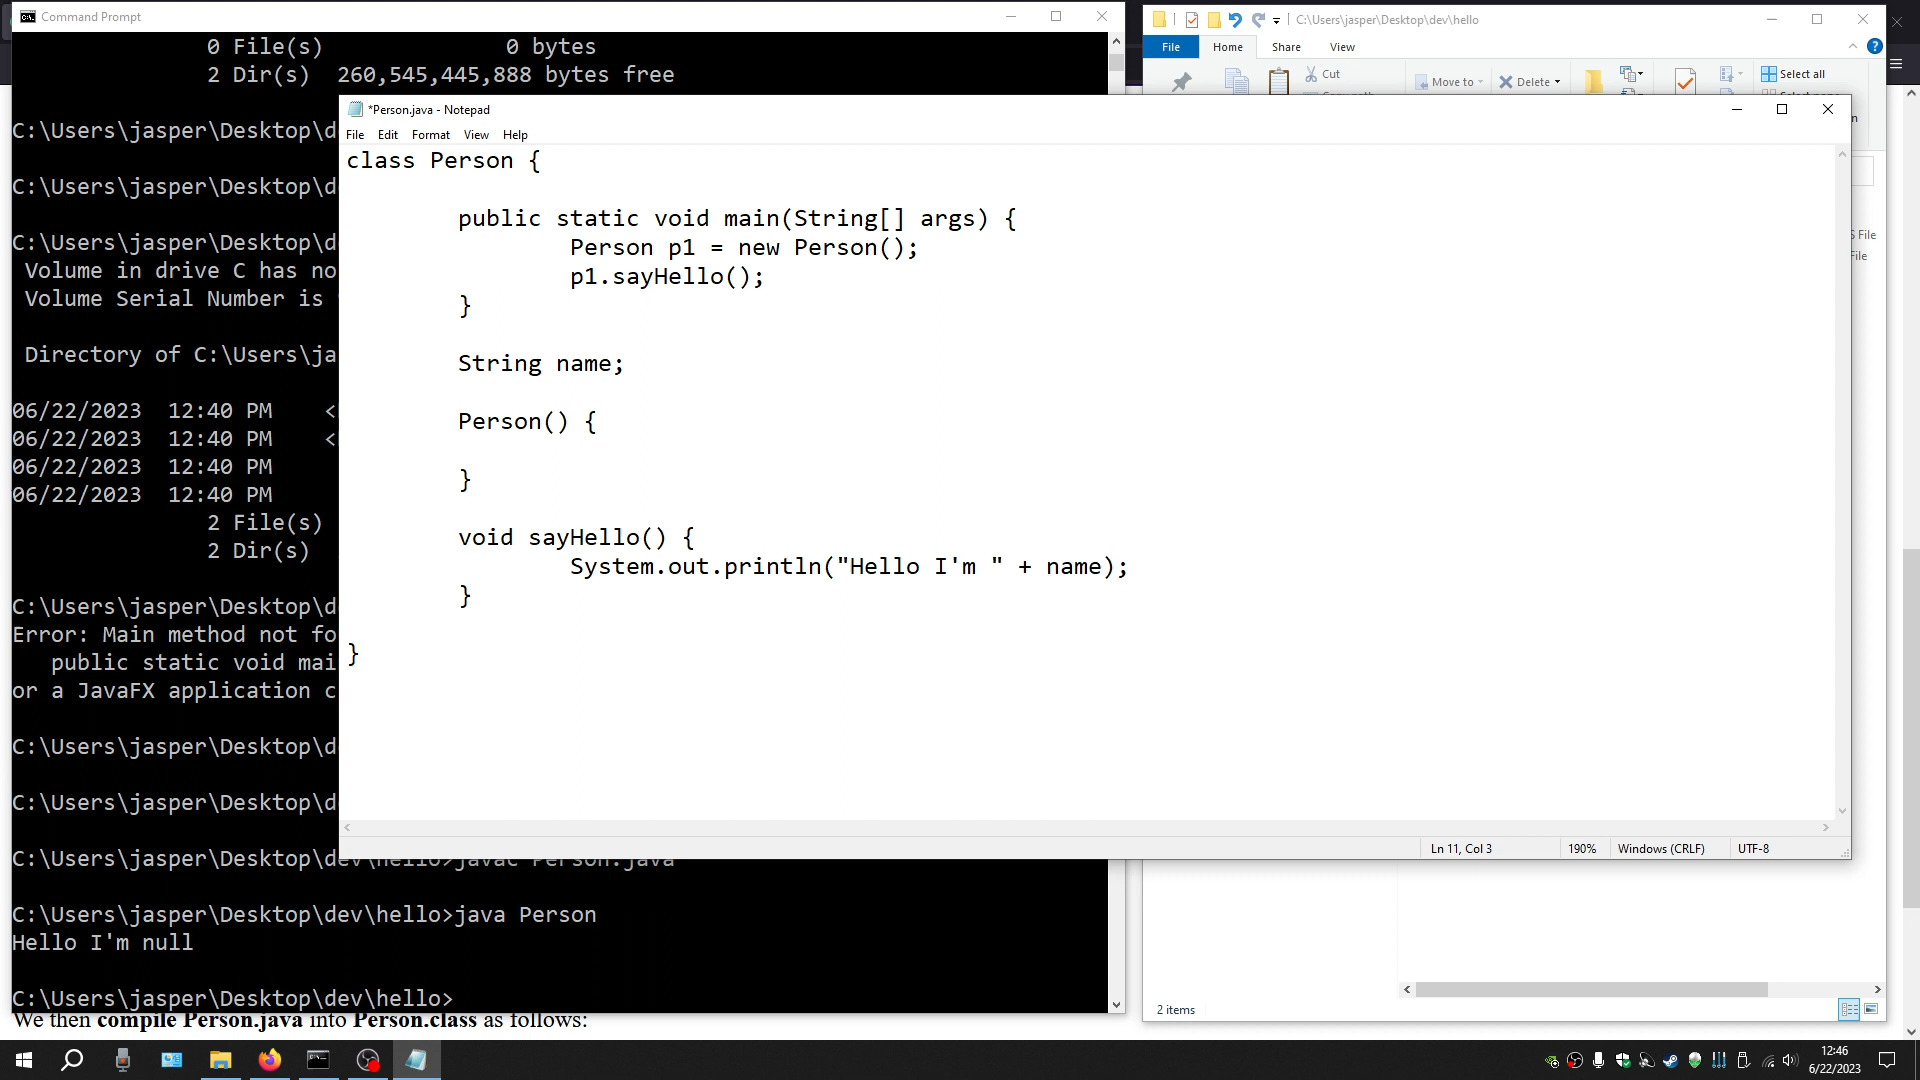 Command Prompt
0 File(s)              0 bytes
2 Dir(s)  260,545,445,888 bytes free
C:\Users\jasper\Desktop\d
C:\Users\jasper\Desktop\d
C:\Users\jasper\Desktop\d
Volume in drive C has no
Volume Serial Number is
Directory of C:\Users\ja
06/22/2023  12:40 PM    <
06/22/2023  12:40 PM    <
06/22/2023  12:40 PM
06/22/2023  12:40 PM
2 File(s)
2 Dir(s)
C:\Users\jasper\Desktop\d
Error: Main method not fo
public static void mai
or a JavaFX application c
C:\Users\jasper\Desktop\d
C:\Users\jasper\Desktop\d
C:\Users\jasper\Desktop\dev\hello>javac Person.java
C:\Users\jasper\Desktop\dev\hello>java Person
Hello I'm null
C:\Users\jasper\Desktop\dev\hello>
We then compile Person.java into Person.class as follows:
*Person.java - Notepad
File Edit Format View Help
class Person {
public static void main(String[] args) {
Person p1 = new Person();
p1.sayHello();
}
String name;
Person() {
}
void sayHello() {
System.out.println("Hello I'm " + name);
}
}
Ln 11, Col 3 190% Windows (CRLF) UTF-8
C:\Users\jasper\Desktop\dev\hello
File Home Share View
Cut Move to Delete Select all
S File
File
2 items
12:46
6/22/2023